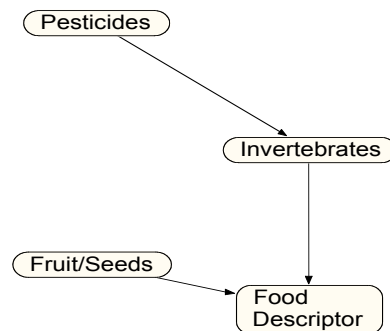 Pesticides
Invertebrates
Fruit/Seeds
Food
Descriptor